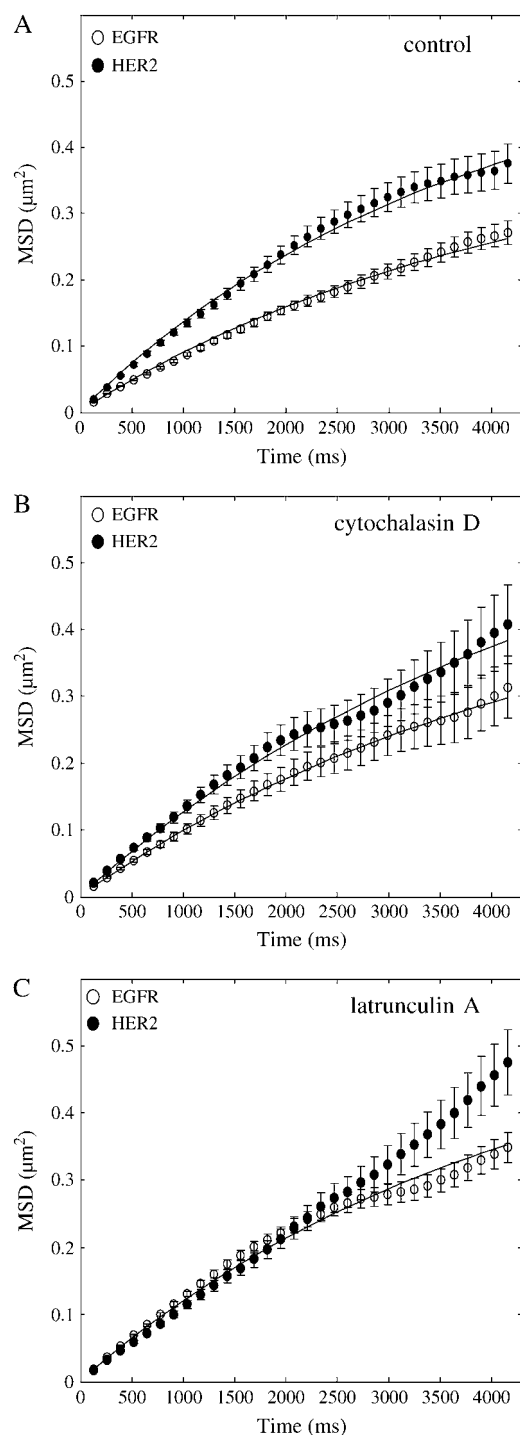 A
EGFR
HER2
control
0.5
0.4
0.3
0.2
0.1
0
MSD (μm²)
0 500 1000 1500 2000 2500 3000 3500 4000
Time (ms)
B
EGFR
HER2
cytochalasin D
0.5
0.4
0.3
0.2
0.1
0
MSD (μm²)
0 500 1000 1500 2000 2500 3000 3500 4000
Time (ms)
C
EGFR
HER2
latrunculin A
0.5
0.4
0.3
0.2
0.1
0
MSD (μm²)
0 500 1000 1500 2000 2500 3000 3500 4000
Time (ms)